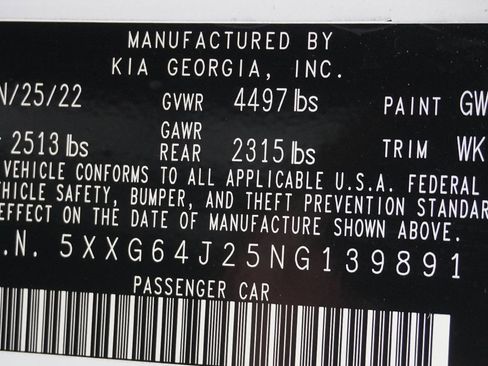 MANUFACTURED BY
KIA GEORGIA, INC.
N/25/22 GVWR 4497 lbs PAINT GW
2513 lbs GAWR REAR 2315 lbs TRIM WK
VEHICLE CONFORMS TO ALL APPLICABLE U.S.A. FEDERAL
EHICLE SAFETY, BUMPER, AND THEFT PREVENTION STANDAR
EFFECT ON THE DATE OF MANUFACTURE SHOWN ABOVE.
.N. 5XXG64J25NG139891
PASSENGER CAR